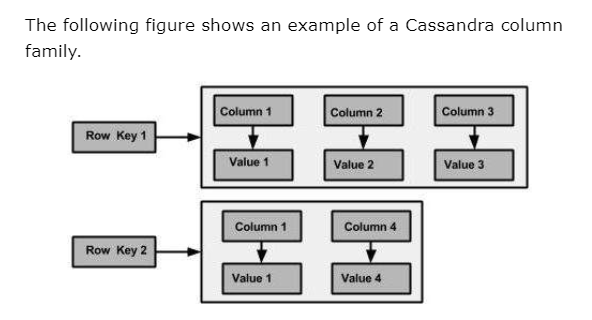 The following figure shows an example of a Cassandra column
family.
Column 1 Column 2 Column 3
Row Key 1
Value 1 Value 2 Value 3
Column 1 Column 4
Row Key 2
Value 1 Value 4